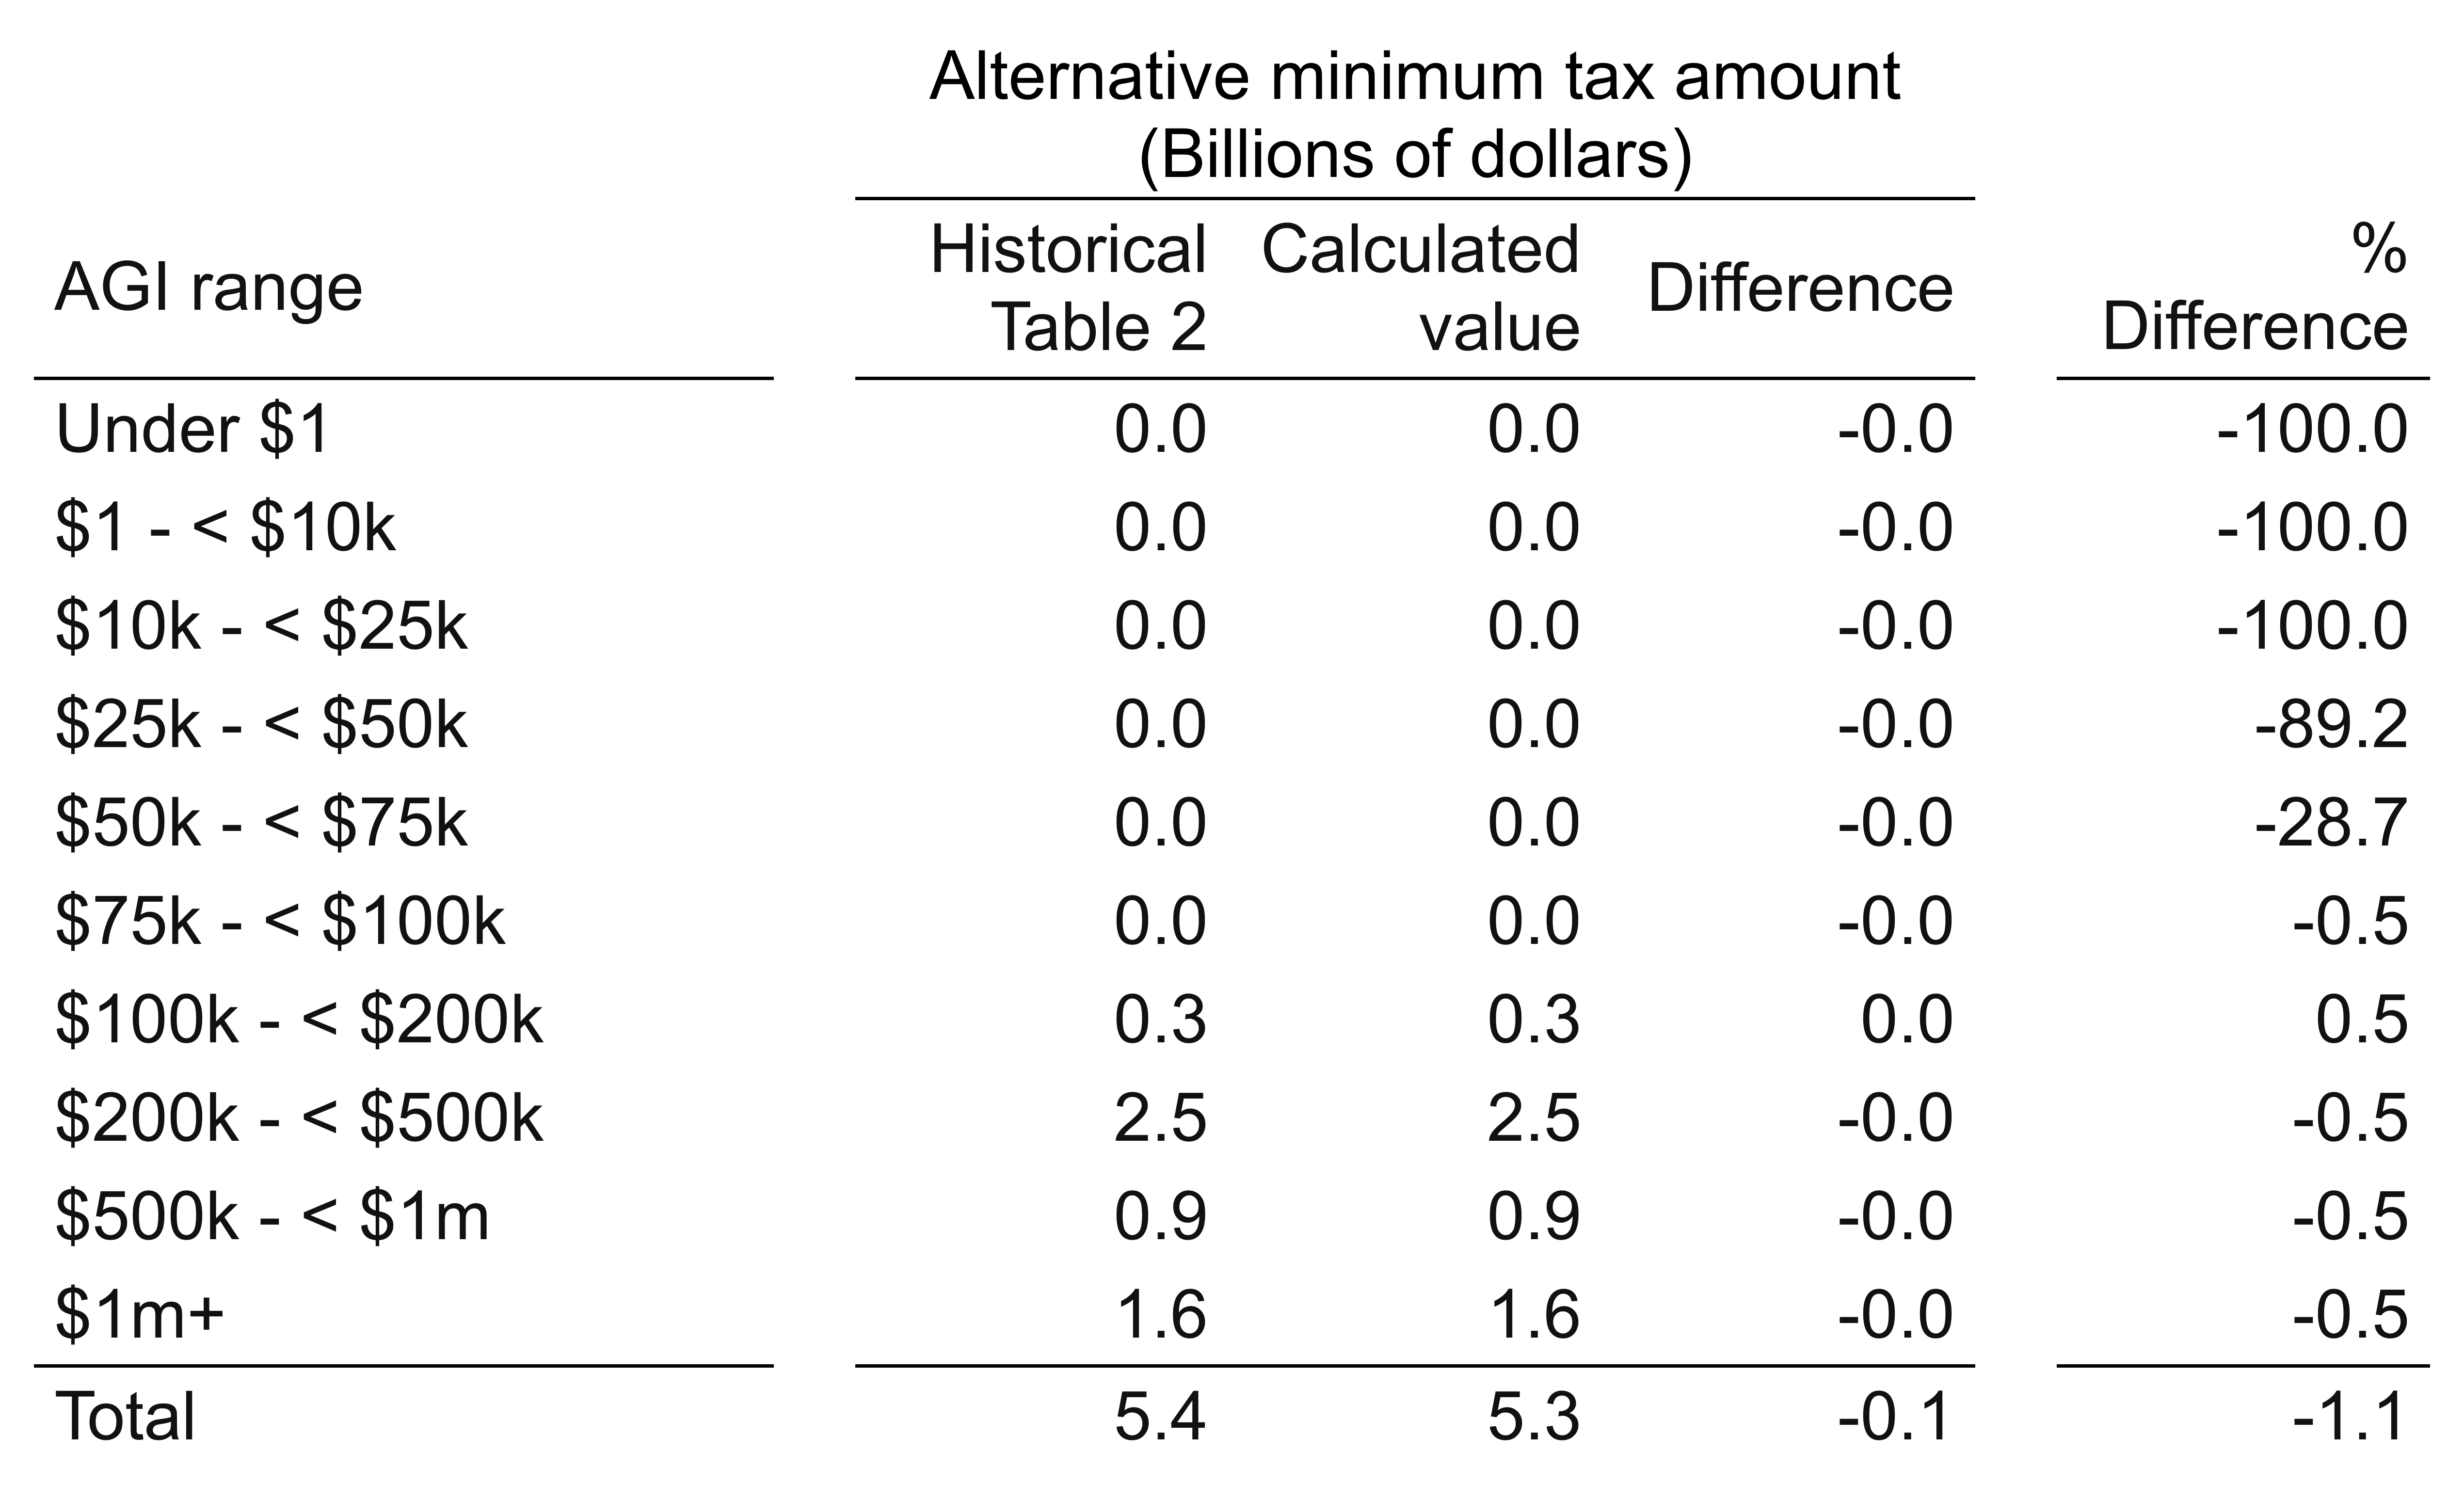 Alternative minimum tax amount
(Billions of dollars)
AGI range Historical Table 2 Calculated value Difference % Difference
Under $1 0.0 0.0 -0.0 -100.0
$1 - < $10k 0.0 0.0 -0.0 -100.0
$10k - < $25k 0.0 0.0 -0.0 -100.0
$25k - < $50k 0.0 0.0 -0.0 -89.2
$50k - < $75k 0.0 0.0 -0.0 -28.7
$75k - < $100k 0.0 0.0 -0.0 -0.5
$100k - < $200k 0.3 0.3 0.0 0.5
$200k - < $500k 2.5 2.5 -0.0 -0.5
$500k - < $1m 0.9 0.9 -0.0 -0.5
$1m+ 1.6 1.6 -0.0 -0.5
Total 5.4 5.3 -0.1 -1.1